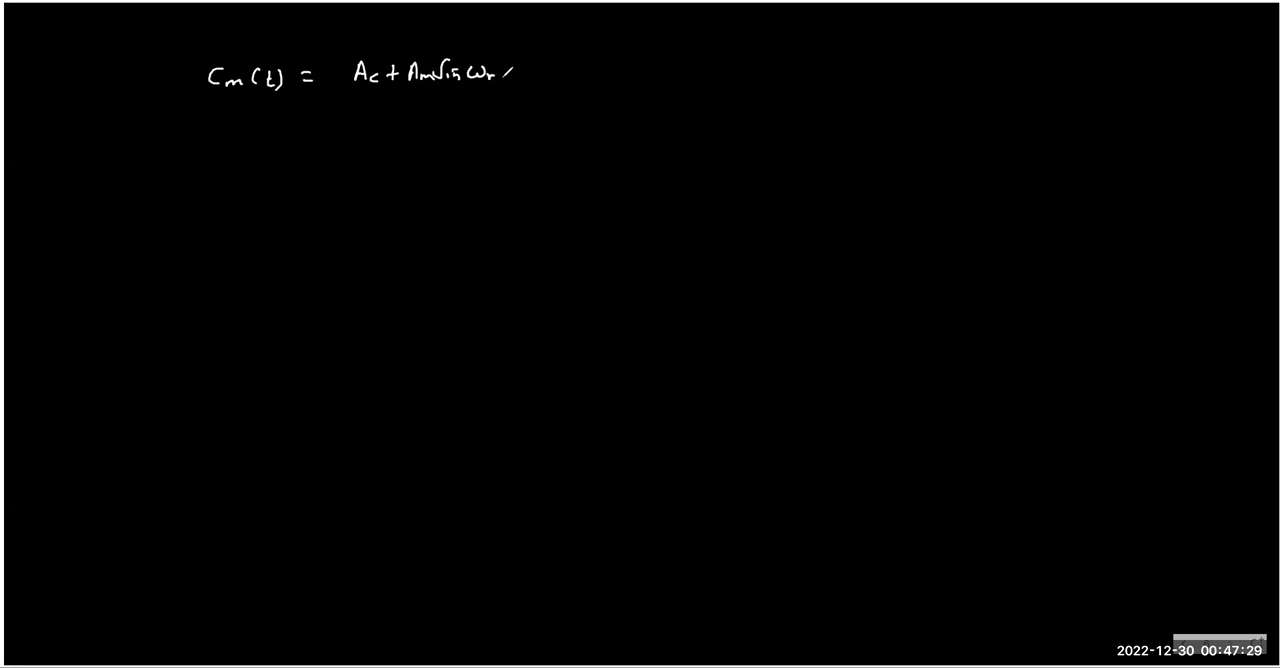 Cm(t) = Ac + Am sin ωm
2022-12-30 00:47:29